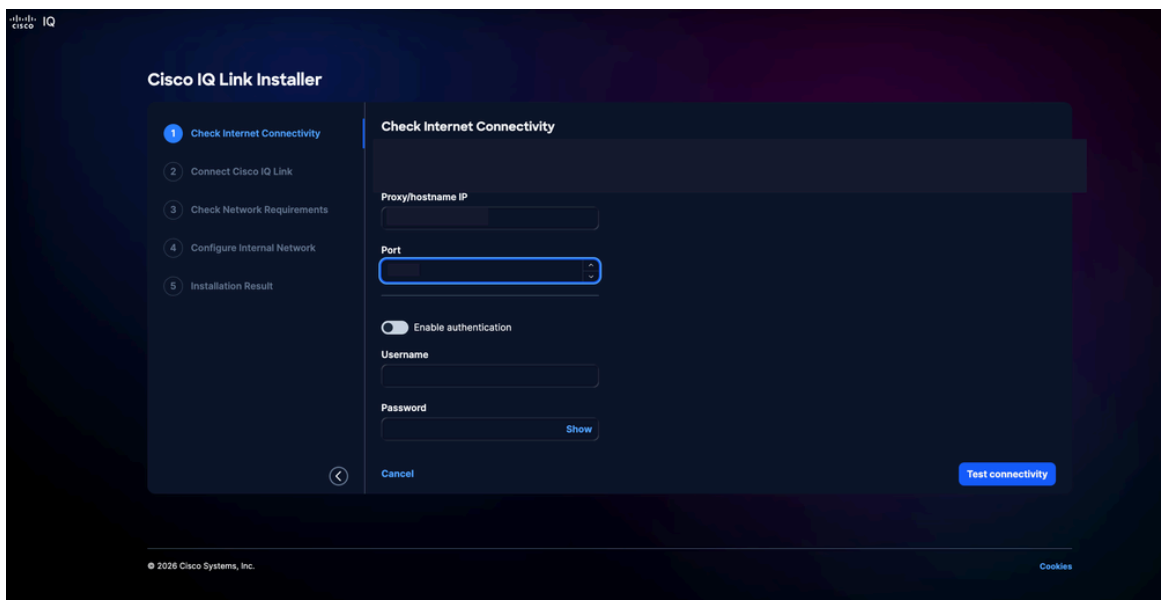 cisco IQ
Cisco IQ Link Installer
1 Check Internet Connectivity
2 Connect Cisco IQ Link
3 Check Network Requirements
4 Configure Internal Network
5 Installation Result
Check Internet Connectivity
Proxy/hostname IP
Port
Enable authentication
Username
Password
Show
Cancel
Test connectivity
© 2026 Cisco Systems, Inc.
Cookies